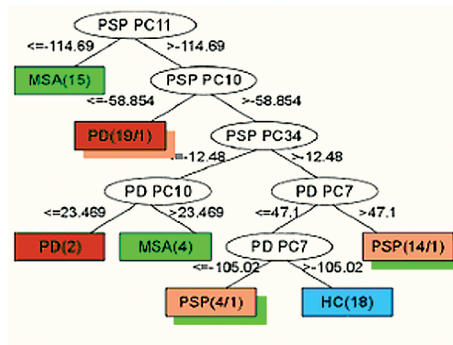 PSP PC11
<=-114.69 >-114.69
MSA(15) PSP PC10
<=-58.854 >-58.854
PD(19/1) PSP PC34
<=-12.48 >-12.48
PD PC10 PD PC7
<=23.469 >23.469 <=47.1 >47.1
PD(2) MSA(4) PD PC7 PSP(14/1)
<=-105.02 >-105.02
PSP(4/1) HC(18)